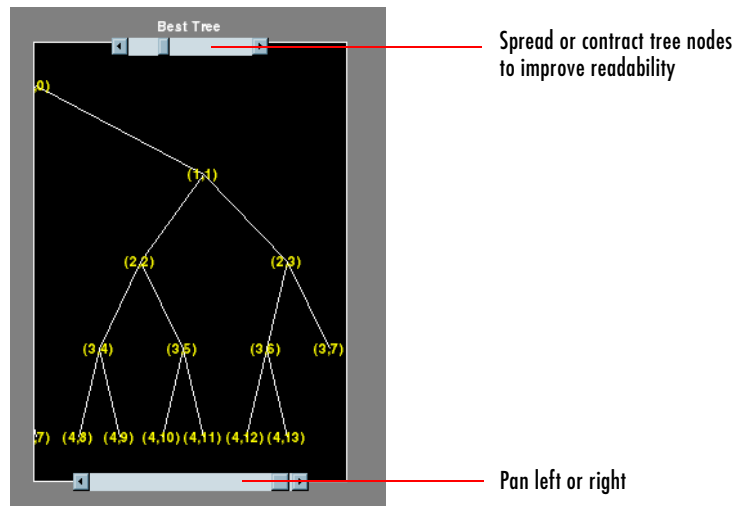 Best Tree
Spread or contract tree nodes
to improve readability
,0)
(1,1)
(2,2) (2,3)
(3,4) (3,5) (3,6) (3,7)
,7) (4,8) (4,9) (4,10) (4,11) (4,12) (4,13)
Pan left or right